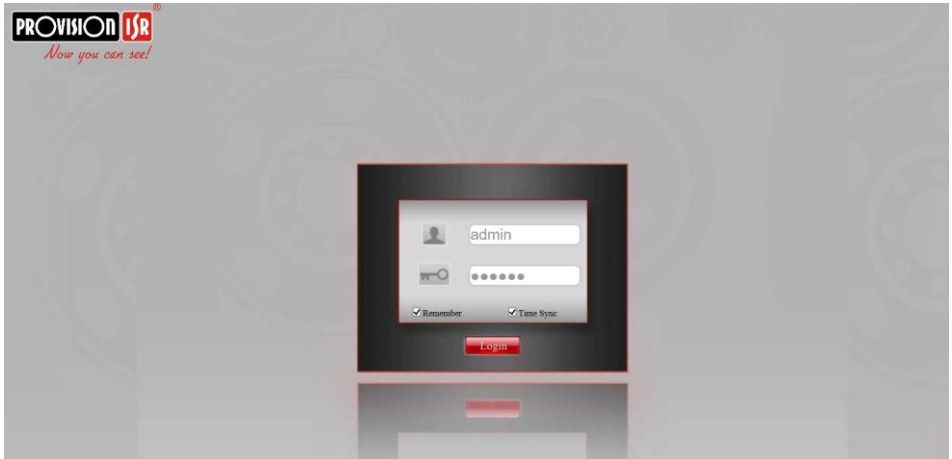 PROVISION ISR®
Now you can see!
admin
••••••
Remember Time Sync
Login